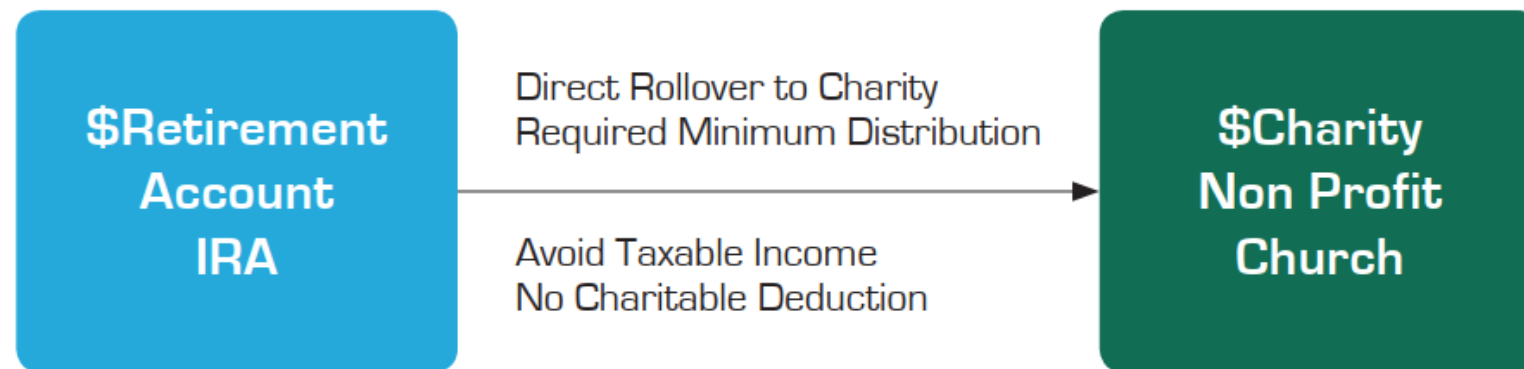 $Retirement
Account
IRA
Direct Rollover to Charity
Required Minimum Distribution
Avoid Taxable Income
No Charitable Deduction
$Charity
Non Profit
Church